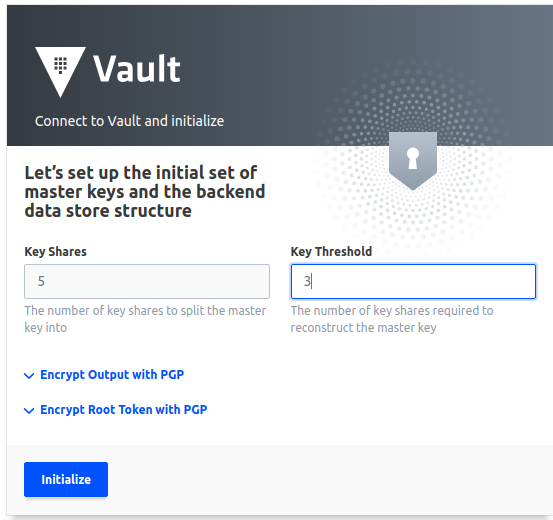 Vault
Connect to Vault and initialize
Let’s set up the initial set of
master keys and the backend
data store structure
Key Shares
5
The number of key shares to split the master
key into
Key Threshold
3
The number of key shares required to
reconstruct the master key
Encrypt Output with PGP
Encrypt Root Token with PGP
Initialize